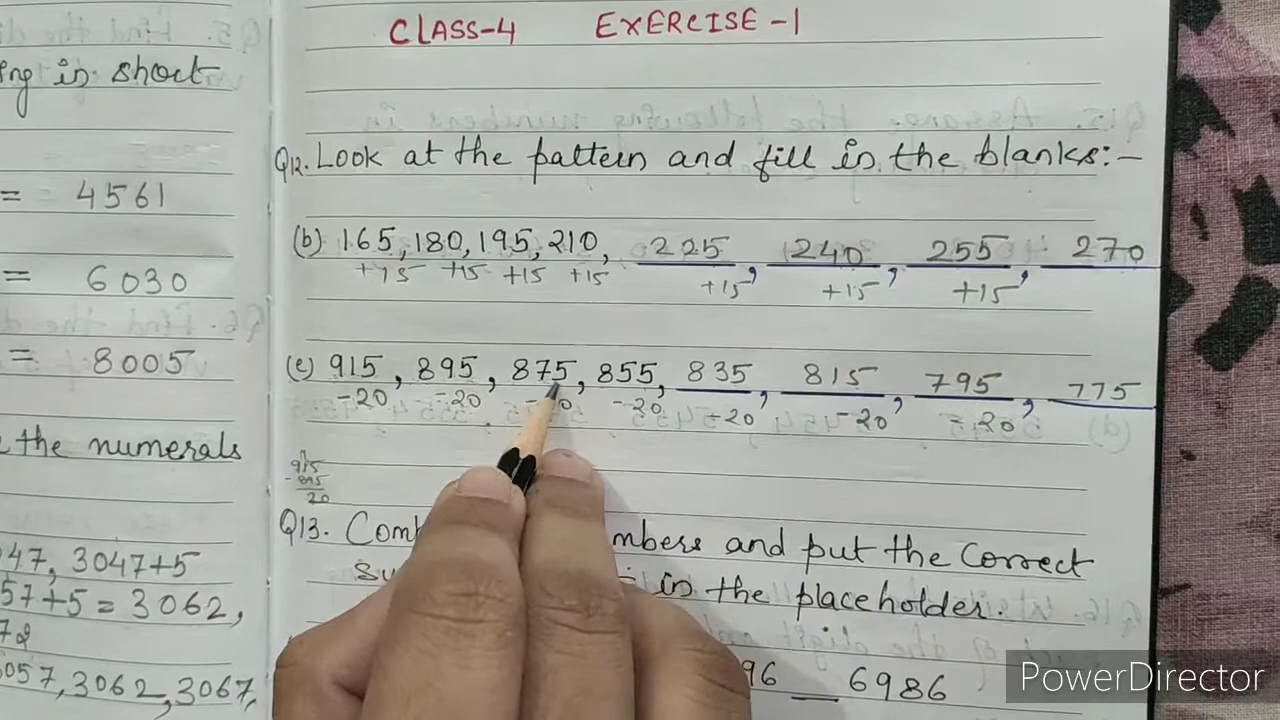 CLASS-4 EXERCISE-1
ing is short
= 4561
= 6030
= 8005
the numerals
47, 3047+5
57+5=3062,
057, 3062, 3067,
Q12. Look at the pattern and fill in the blanks:-
(b) 165, 180, 195, 210, 225, 240, 255, 270
+15 +15 +15 +15 +15 +15 +15
(c) 915, 895, 875, 855, 835, 815, 795, 775
-20 -20 -20 -20 -20 -20
915
-895
20
Q13. mbers and put the correct
in the placeholder.
96 __ 6986
PowerDirector